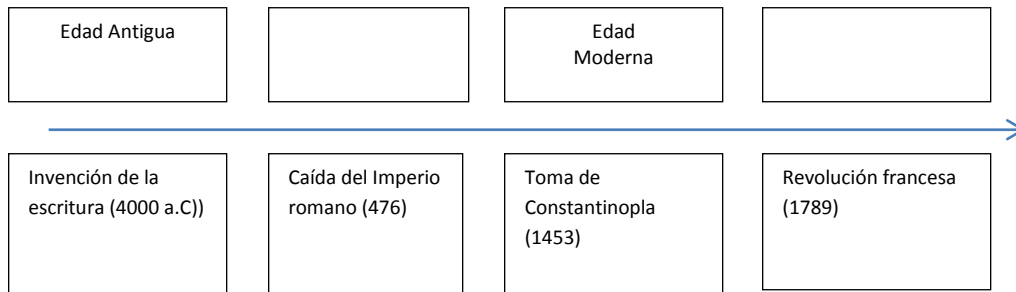 Edad Antigua
Edad
Moderna
Invención de la
escritura (4000 a.C))
Caída del Imperio
romano (476)
Toma de
Constantinopla
(1453)
Revolución francesa
(1789)